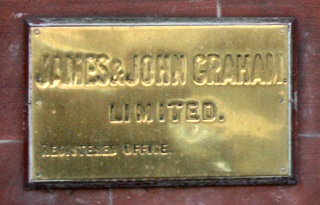 JAMES & JOHN GRAHAM.
LIMITED.
REGISTERED OFFICE.